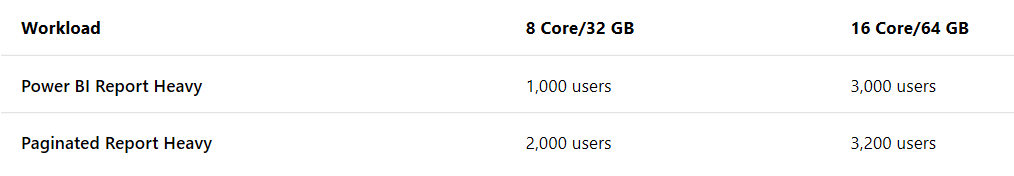 Workload 8 Core/32 GB 16 Core/64 GB
Power BI Report Heavy 1,000 users 3,000 users
Paginated Report Heavy 2,000 users 3,200 users